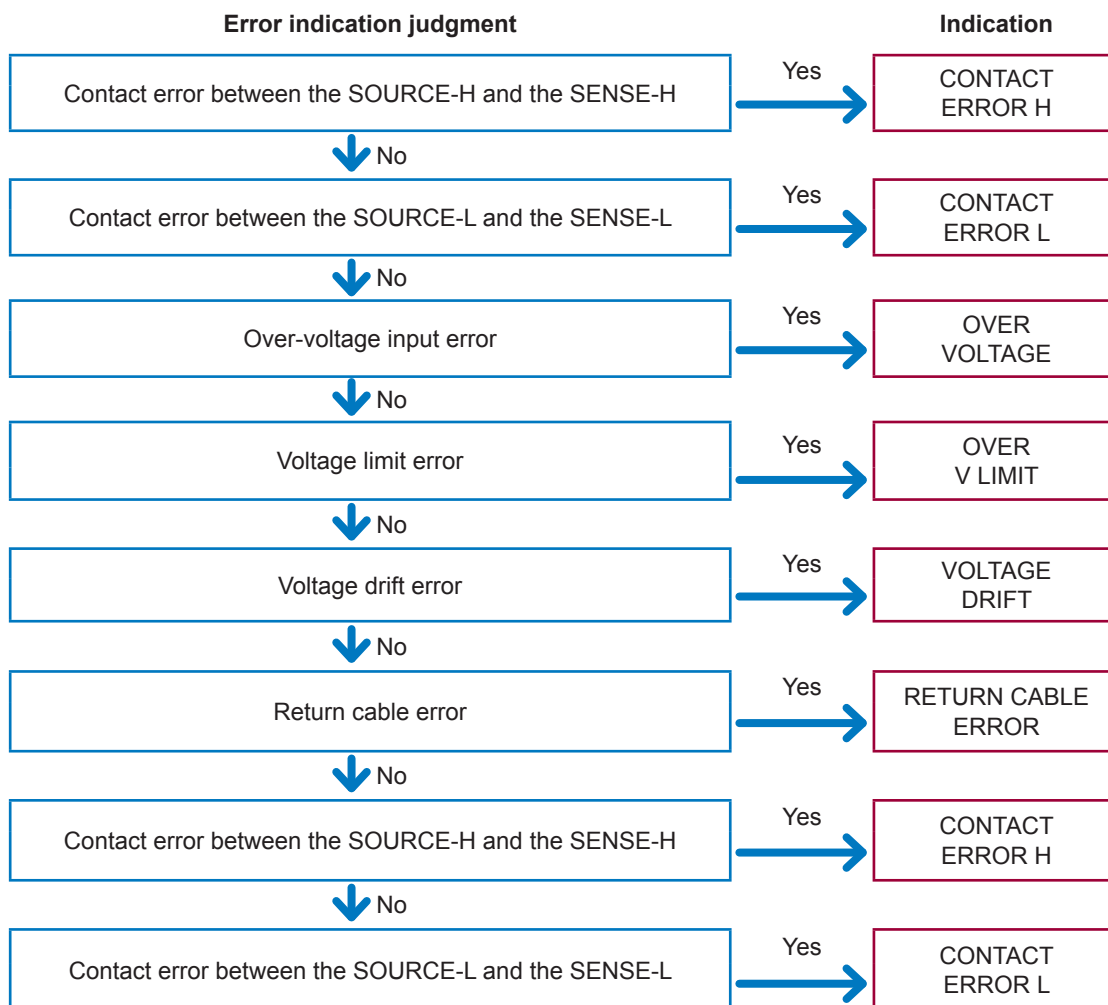 Error indication judgment
Indication
Contact error between the SOURCE-H and the SENSE-H
Yes
CONTACT
ERROR H
No
Contact error between the SOURCE-L and the SENSE-L
Yes
CONTACT
ERROR L
No
Over-voltage input error
Yes
OVER
VOLTAGE
No
Voltage limit error
Yes
OVER
V LIMIT
No
Voltage drift error
Yes
VOLTAGE
DRIFT
No
Return cable error
Yes
RETURN CABLE
ERROR
No
Contact error between the SOURCE-H and the SENSE-H
Yes
CONTACT
ERROR H
No
Contact error between the SOURCE-L and the SENSE-L
Yes
CONTACT
ERROR L